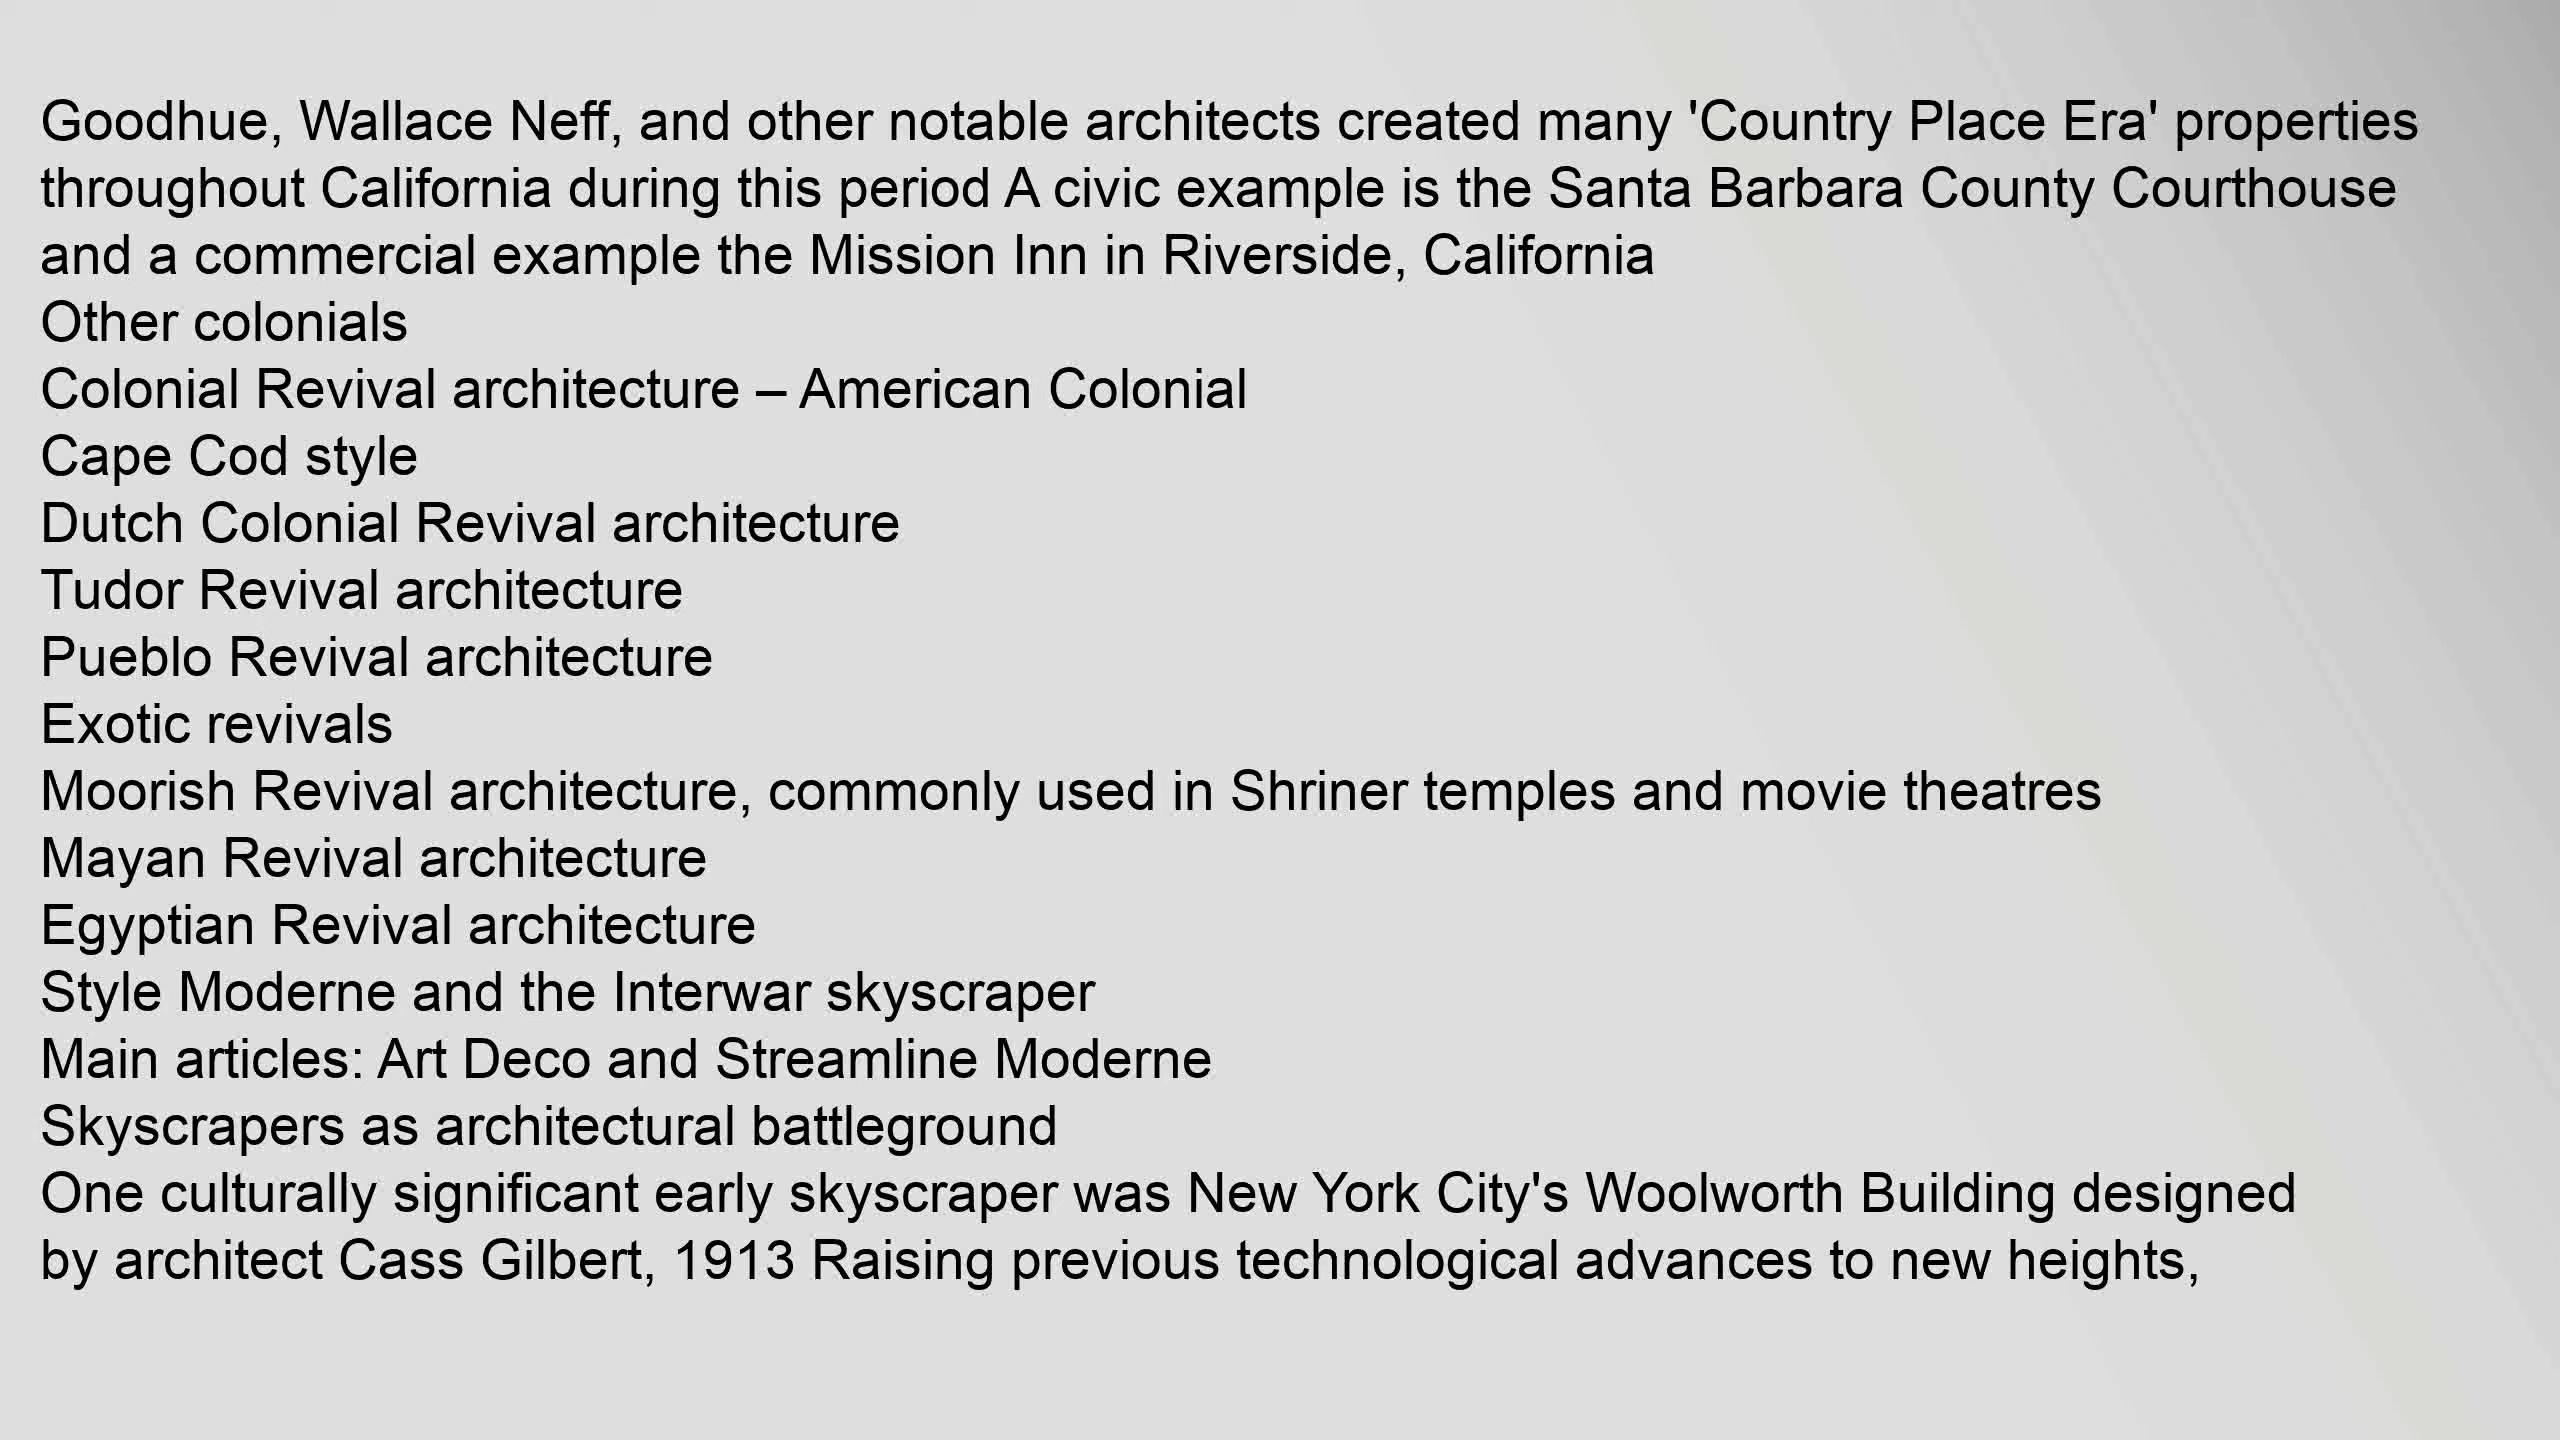 Goodhue, Wallace Neff, and other notable architects created many 'Country Place Era' properties
throughout California during this period A civic example is the Santa Barbara County Courthouse
and a commercial example the Mission Inn in Riverside, California
Other colonials
Colonial Revival architecture – American Colonial
Cape Cod style
Dutch Colonial Revival architecture
Tudor Revival architecture
Pueblo Revival architecture
Exotic revivals
Moorish Revival architecture, commonly used in Shriner temples and movie theatres
Mayan Revival architecture
Egyptian Revival architecture
Style Moderne and the Interwar skyscraper
Main articles: Art Deco and Streamline Moderne
Skyscrapers as architectural battleground
One culturally significant early skyscraper was New York City's Woolworth Building designed
by architect Cass Gilbert, 1913 Raising previous technological advances to new heights,